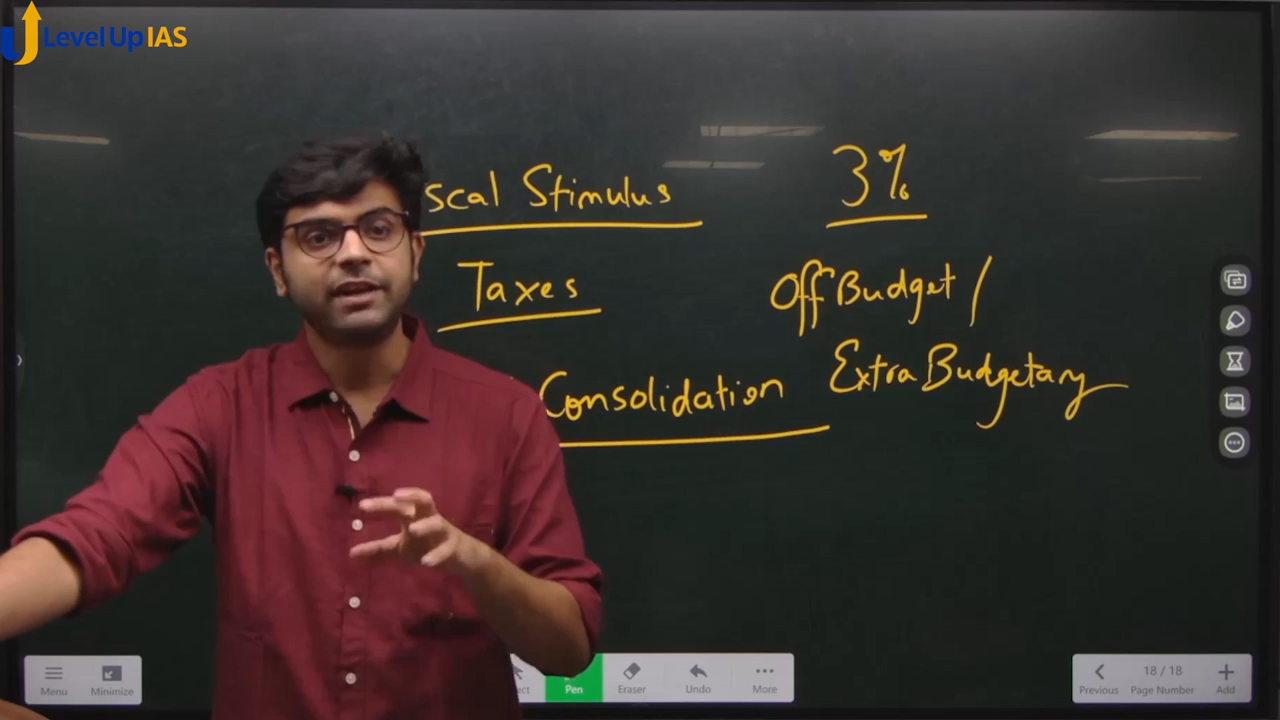 Level Up IAS
scal Stimulus
3%
Taxes
Off Budget /
Consolidation
Extra Budgetary
Menu
Minimize
ect
Pen
Eraser
Undo
More
Previous
18 / 18
Page Number
Add